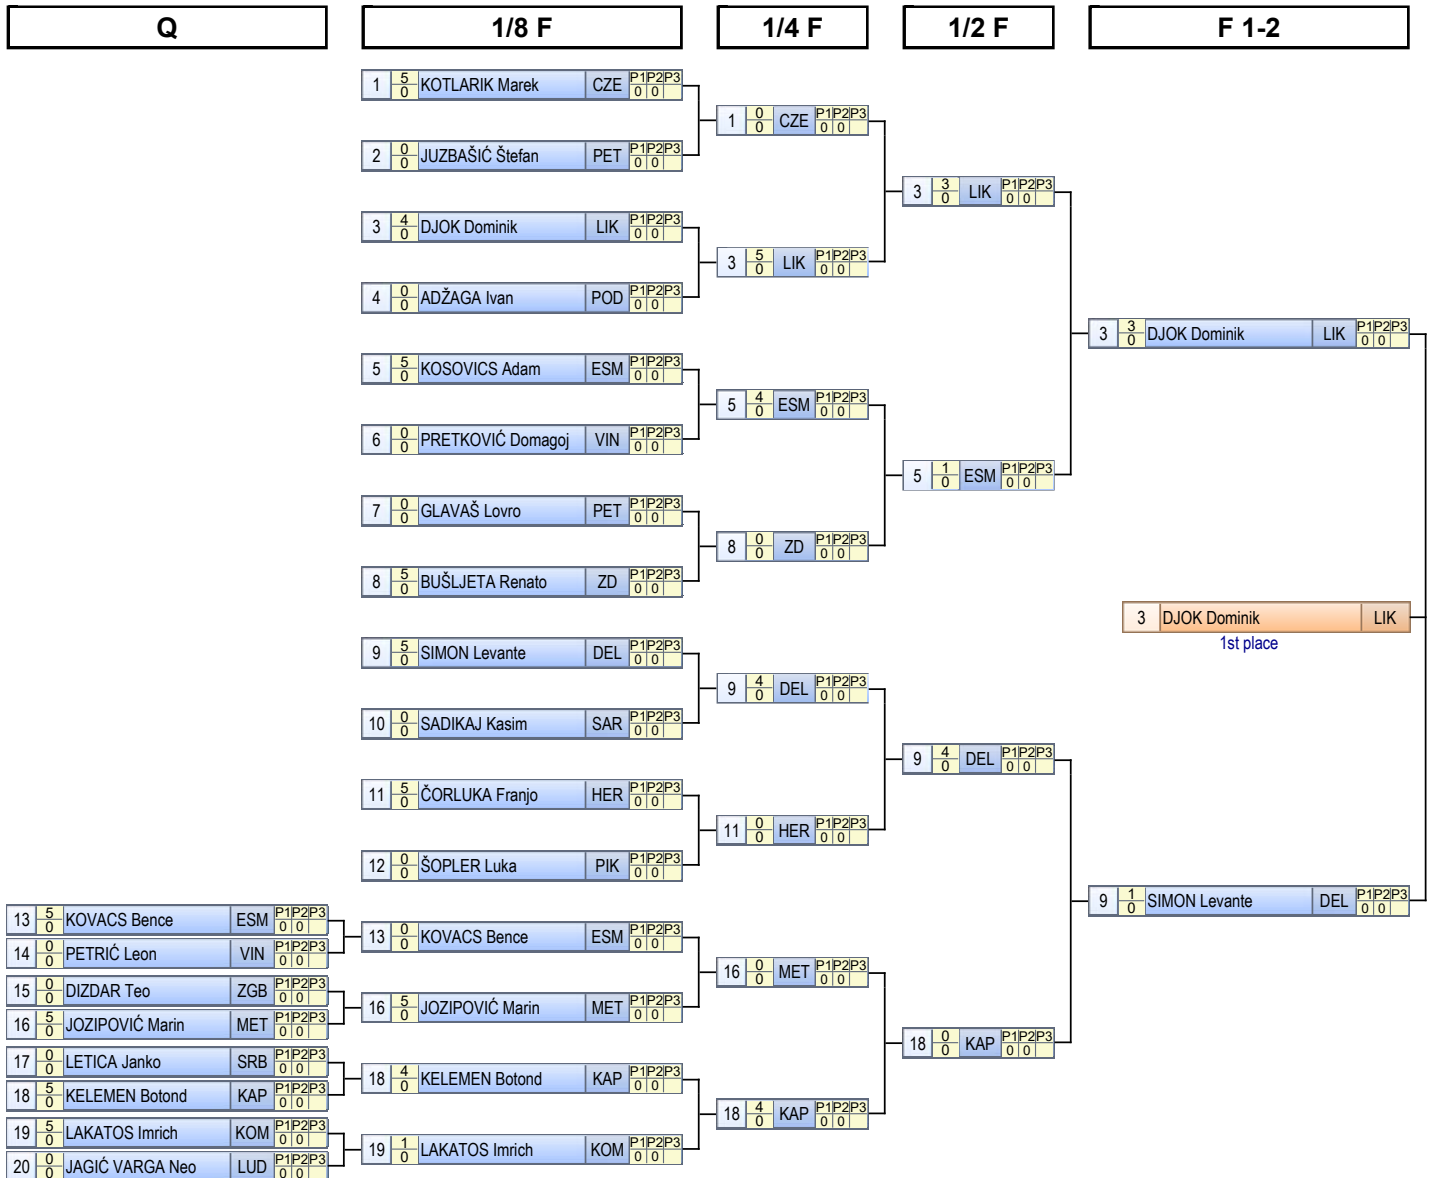 Q 1/8 F 1/4 F 1/2 F F 1-2
1 5 0 KOTLARIK Marek CZE P1 P2 P3 0 0
1 0 0 CZE P1 P2 P3 0 0
2 0 0 JUZBAŠIĆ Štefan PET P1 P2 P3 0 0
3 3 0 LIK P1 P2 P3 0 0
3 4 0 DJOK Dominik LIK P1 P2 P3 0 0
3 5 0 LIK P1 P2 P3 0 0
4 0 0 ADŽAGA Ivan POD P1 P2 P3 0 0
3 3 0 DJOK Dominik LIK P1 P2 P3 0 0
5 5 0 KOSOVICS Adam ESM P1 P2 P3 0 0
5 4 0 ESM P1 P2 P3 0 0
6 0 0 PRETKOVIĆ Domagoj VIN P1 P2 P3 0 0
5 1 0 ESM P1 P2 P3 0 0
7 0 0 GLAVAŠ Lovro PET P1 P2 P3 0 0
8 0 0 ZD P1 P2 P3 0 0
8 5 0 BUŠLJETA Renato ZD P1 P2 P3 0 0
3 DJOK Dominik LIK
1st place
9 5 0 SIMON Levante DEL P1 P2 P3 0 0
9 4 0 DEL P1 P2 P3 0 0
10 0 0 SADIKAJ Kasim SAR P1 P2 P3 0 0
9 4 0 DEL P1 P2 P3 0 0
11 5 0 ČORLUKA Franjo HER P1 P2 P3 0 0
11 0 0 HER P1 P2 P3 0 0
12 0 0 ŠOPLER Luka PIK P1 P2 P3 0 0
9 1 0 SIMON Levante DEL P1 P2 P3 0 0
13 5 0 KOVACS Bence ESM P1 P2 P3 0 0
13 0 0 KOVACS Bence ESM P1 P2 P3 0 0
14 0 0 PETRIĆ Leon VIN P1 P2 P3 0 0
16 0 0 MET P1 P2 P3 0 0
15 0 0 DIZDAR Teo ZGB P1 P2 P3 0 0
16 5 0 JOZIPOVIĆ Marin MET P1 P2 P3 0 0
16 5 0 JOZIPOVIĆ Marin MET P1 P2 P3 0 0
18 0 0 KAP P1 P2 P3 0 0
17 0 0 LETICA Janko SRB P1 P2 P3 0 0
18 4 0 KELEMEN Botond KAP P1 P2 P3 0 0
18 5 0 KELEMEN Botond KAP P1 P2 P3 0 0
18 4 0 KAP P1 P2 P3 0 0
19 5 0 LAKATOS Imrich KOM P1 P2 P3 0 0
19 1 0 LAKATOS Imrich KOM P1 P2 P3 0 0
20 0 0 JAGIĆ VARGA Neo LUD P1 P2 P3 0 0